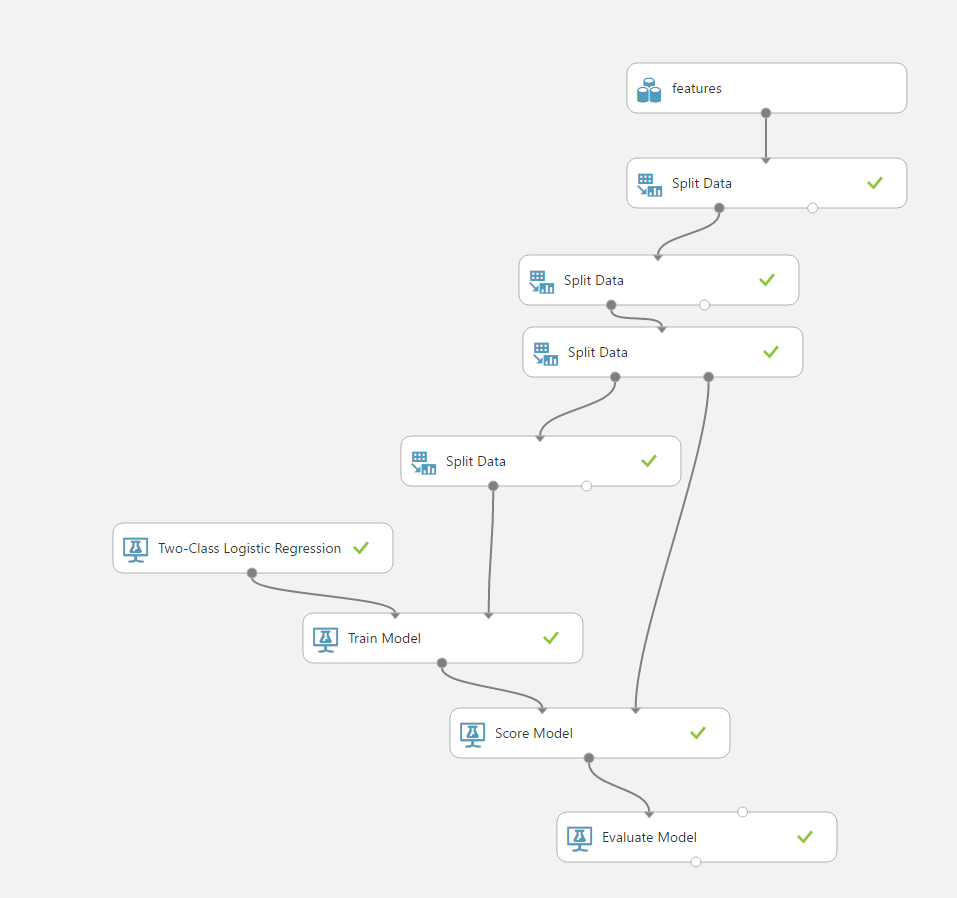 features
Split Data
Split Data
Split Data
Split Data
Two-Class Logistic Regression
Train Model
Score Model
Evaluate Model